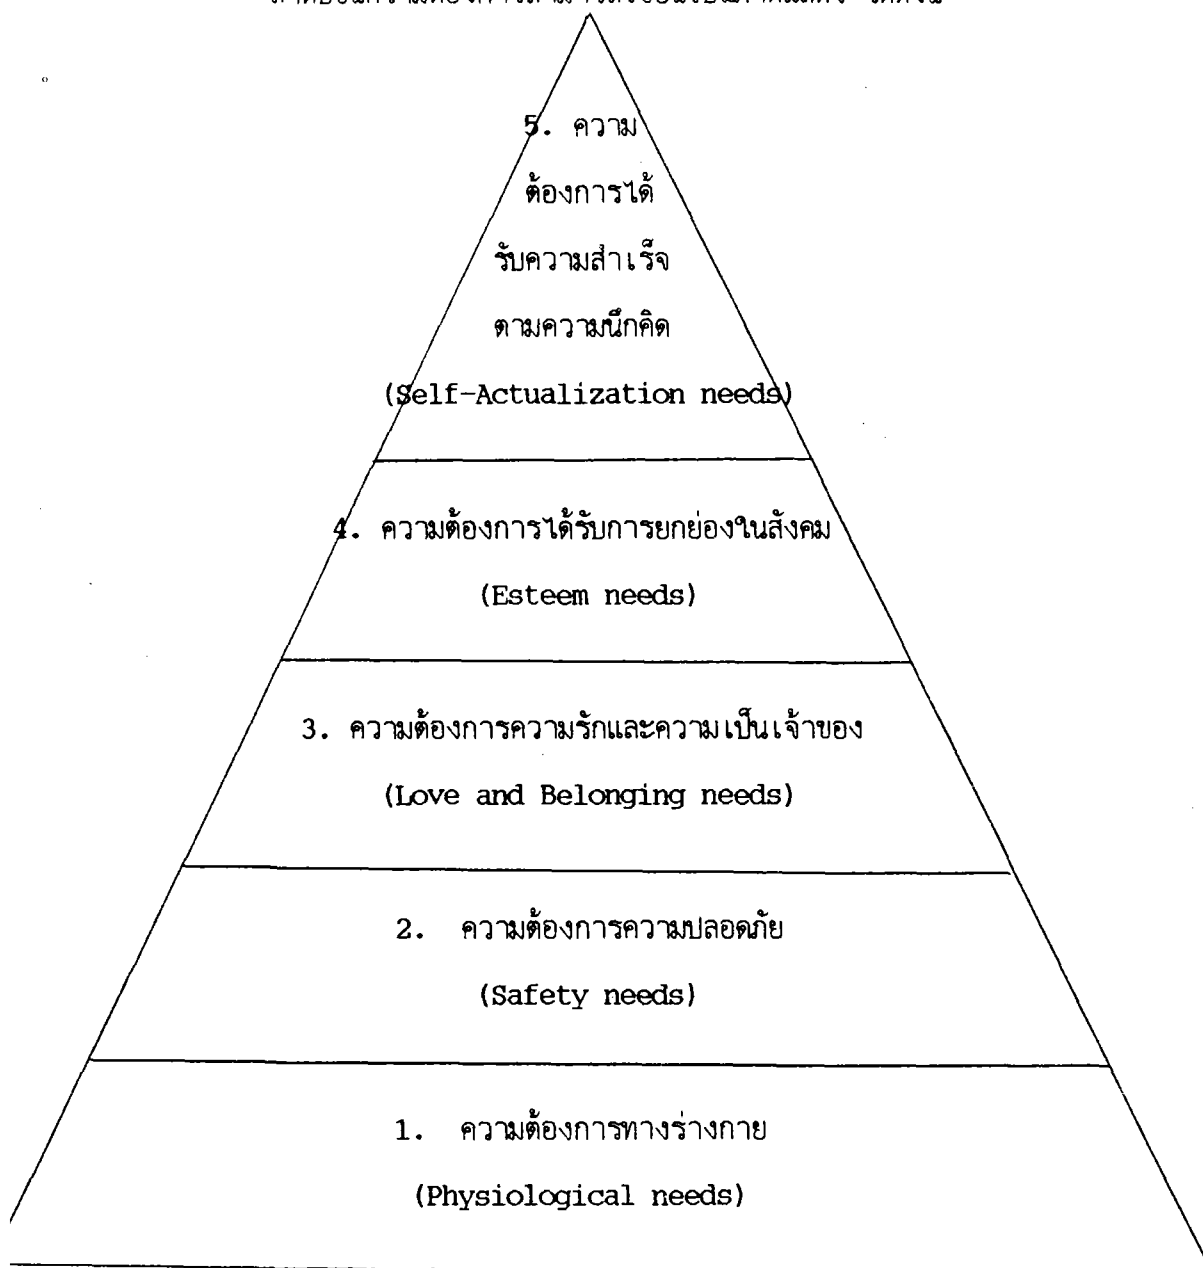 5. ความ
ต้องการได้
รับความสำเร็จ
ตามความนึกคิด
(Self-Actualization needs)
4. ความต้องการได้รับการยกย่องในสังคม
(Esteem needs)
3. ความต้องการความรักและความเป็นเจ้าของ
(Love and Belonging needs)
2. ความต้องการความปลอดภัย
(Safety needs)
1. ความต้องการทางร่างกาย
(Physiological needs)